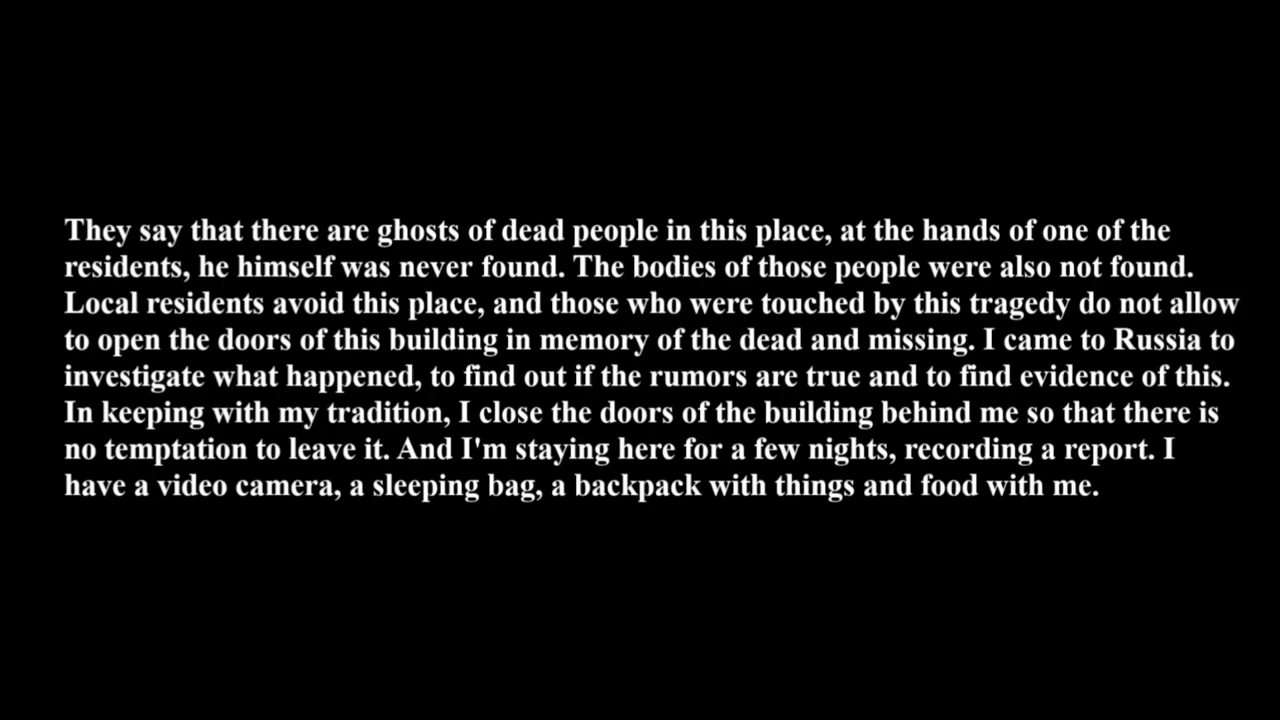 They say that there are ghosts of dead people in this place, at the hands of one of the
residents, he himself was never found. The bodies of those people were also not found.
Local residents avoid this place, and those who were touched by this tragedy do not allow
to open the doors of this building in memory of the dead and missing. I came to Russia to
investigate what happened, to find out if the rumors are true and to find evidence of this.
In keeping with my tradition, I close the doors of the building behind me so that there is
no temptation to leave it. And I'm staying here for a few nights, recording a report. I
have a video camera, a sleeping bag, a backpack with things and food with me.